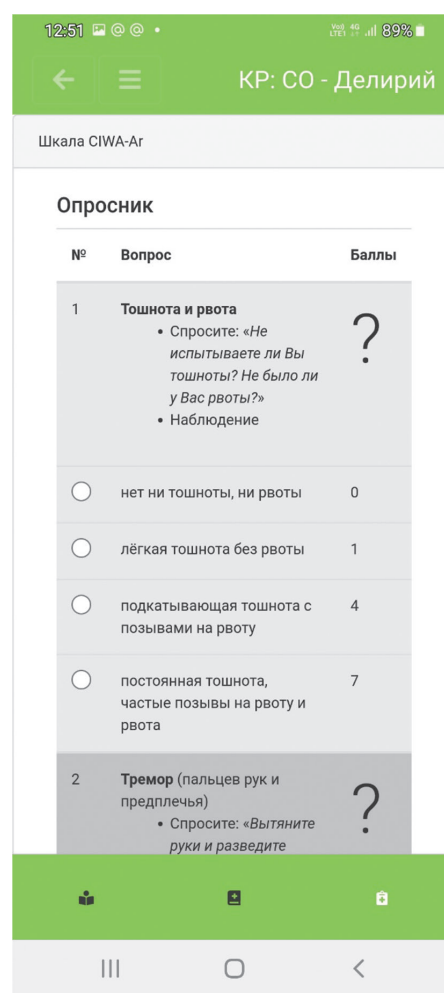 12:51 @ @ • Vo)) 4G LTE1 89%
КР: СО - Делирий
Шкала CIWA-Ar
Опросник
№ Вопрос Баллы
1 Тошнота и рвота ?
• Спросите: «Не
испытываете ли Вы
тошноты? Не было ли
у Вас рвоты?»
• Наблюдение
нет ни тошноты, ни рвоты 0
лёгкая тошнота без рвоты 1
подкатывающая тошнота с 4
позывами на рвоту
постоянная тошнота, 7
частые позывы на рвоту и
рвота
2 Тремор (пальцев рук и ?
предплечья)
• Спросите: «Вытяните
руки и разведите